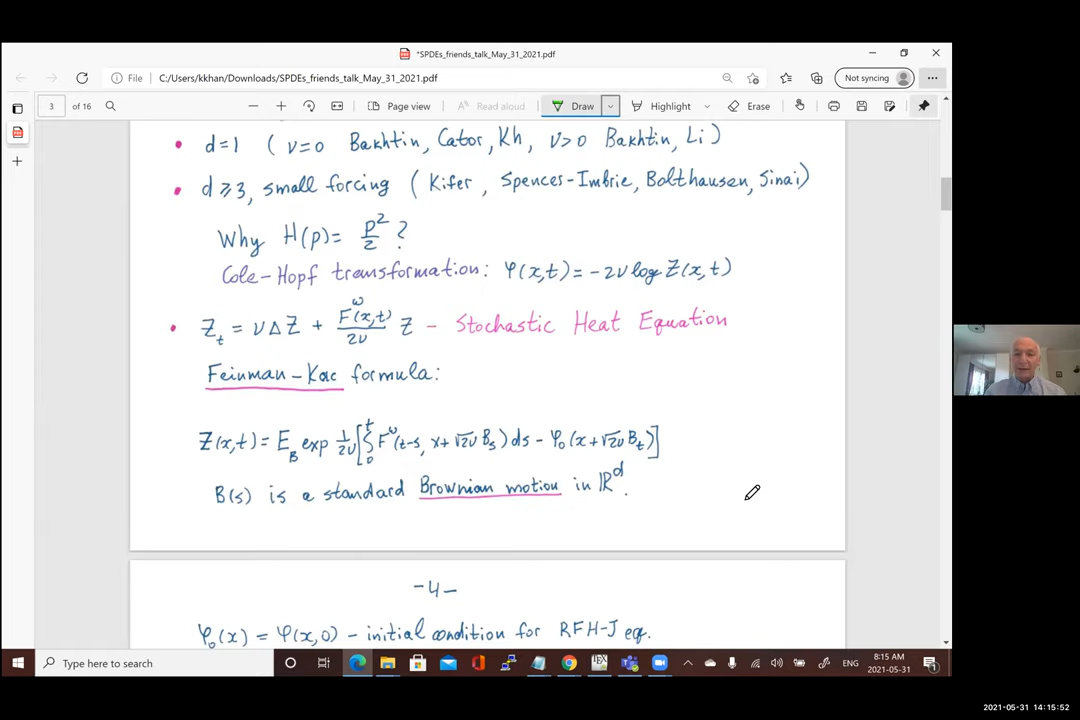 *SPDEs_friends_talk_May_31_2021.pdf
File C:/Users/kkhan/Downloads/SPDEs_friends_talk_May_31_2021.pdf Not syncing
3 of 16 Page view Read aloud Draw Highlight Erase
• d=1 ( ν=0 Bakhtin, Cator, Kh, ν>0 Bakhtin, Li )
• d⩾3, small forcing ( Kifer, Spences-Imbrie, Bolthausen, Sinai)
Why H(p)= p²/2 ?
Cole-Hopf transformation: φ(x,t) = -2ν log Z(x,t)
• Z_t = νΔZ + F^ω(x,t)/2ν Z - Stochastic Heat Equation
Feinman-Kac formula:
Z(x,t) = E_B exp 1/2ν [∫_0^t F^ω(t-s, x+√2ν B_s) ds - φ_0(x+√2ν B_t)]
B(s) is a standard Brownian motion in ℝ^d.
-4-
φ_0(x) = φ(x,0) - initial condition for RFH-J eq.
Type here to search
ENG
8:15 AM
2021-05-31
1
2021-05-31 14:15:52